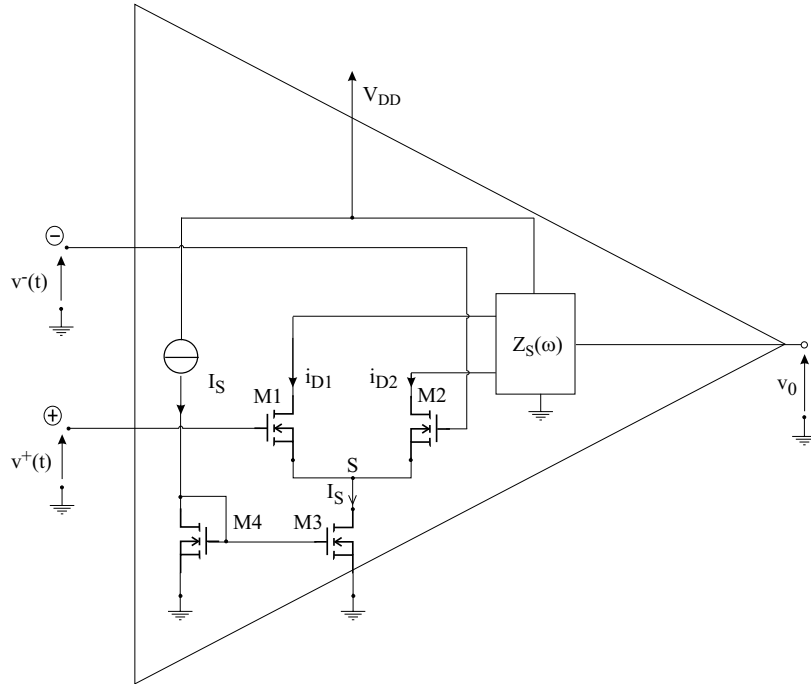 V_DD
⊖
v⁻(t)
Z_S(ω)
I_S
i_D1
i_D2
M1
M2
v_0
⊕
v⁺(t)
S
I_S
M4
M3